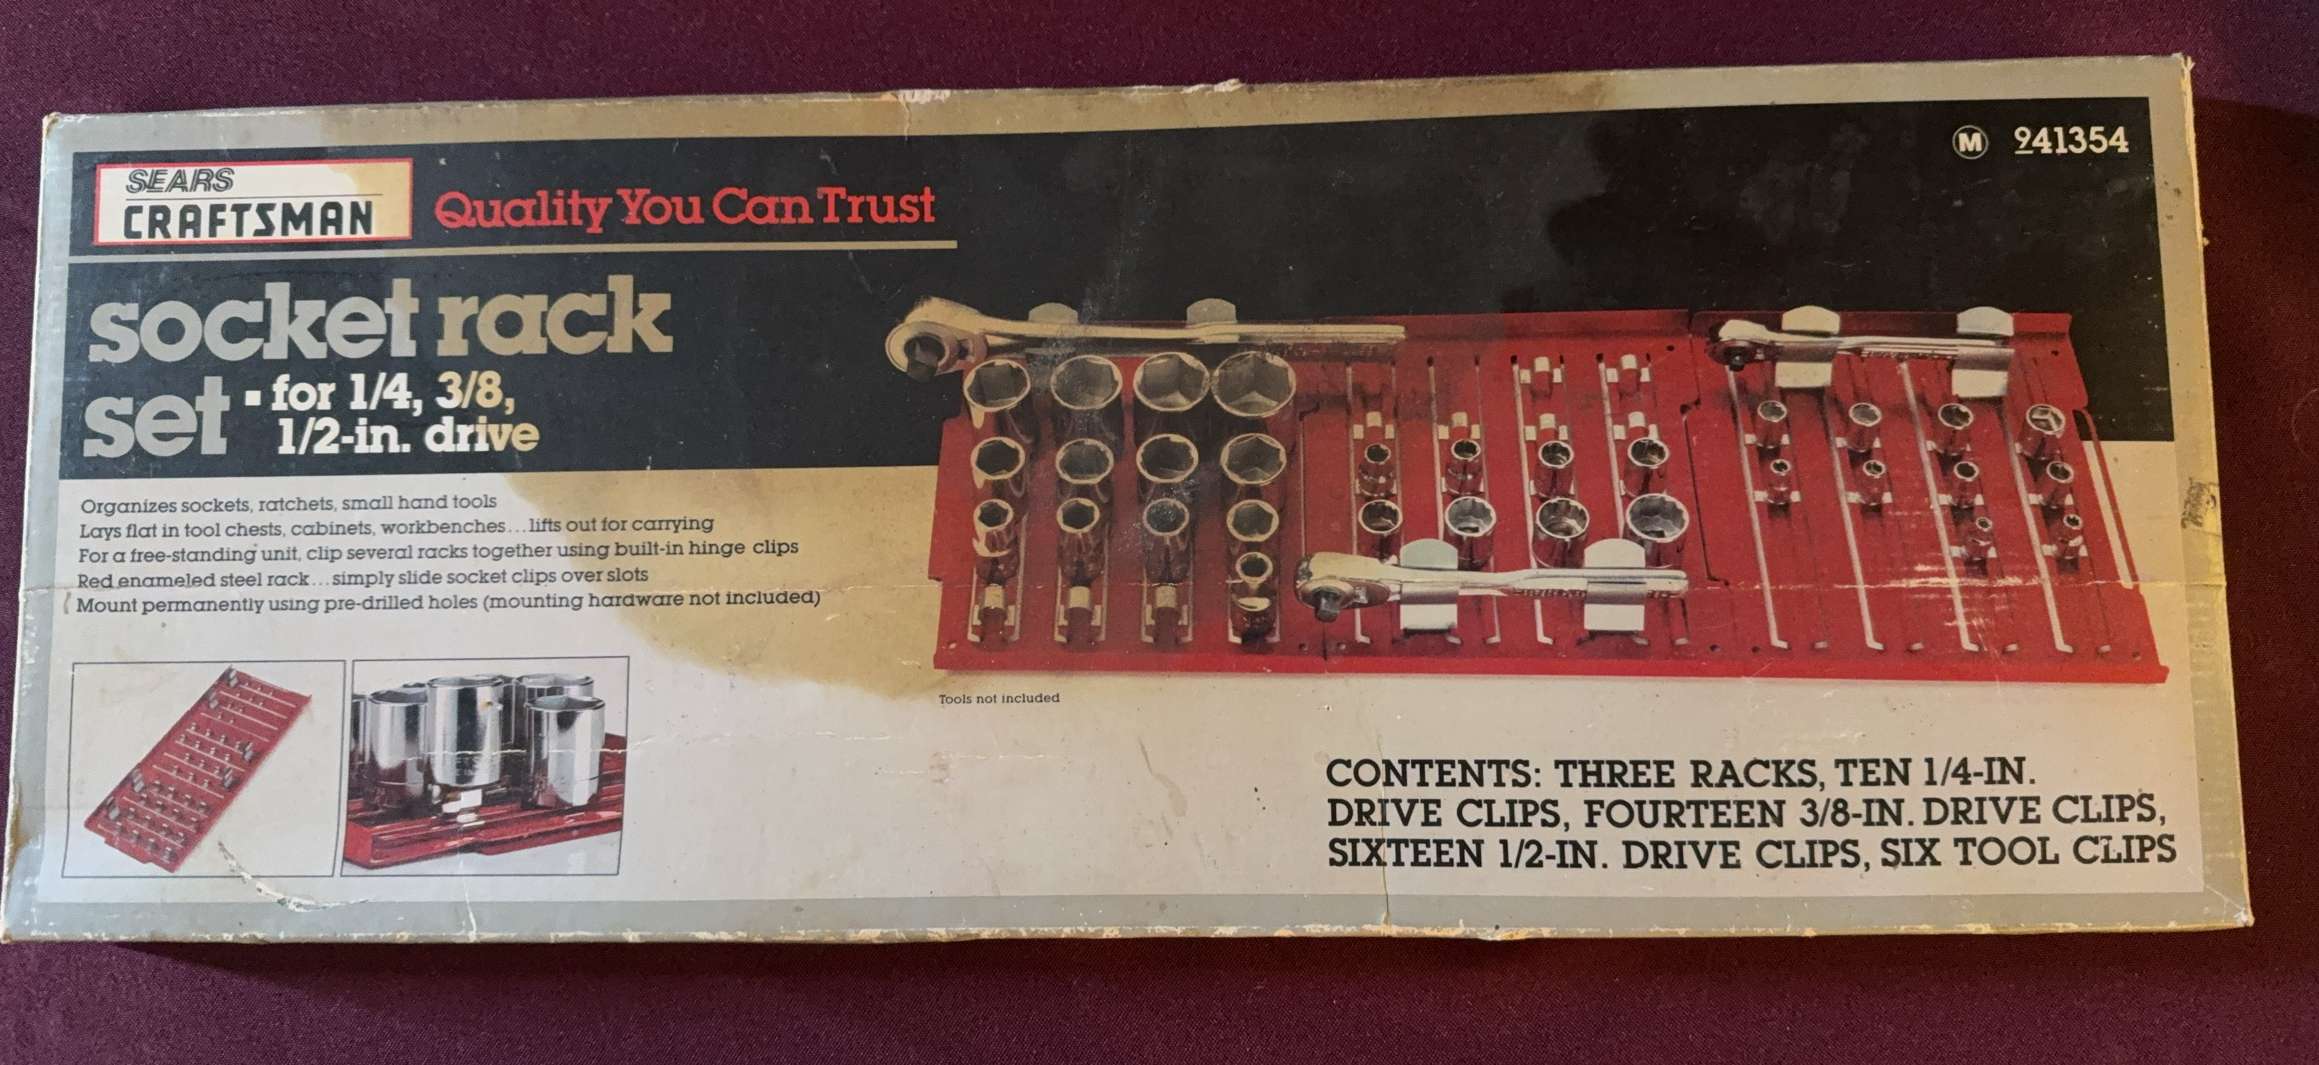 SEARS
CRAFTSMAN
Quality You Can Trust
M 941354
socket rack
set
▪ for 1/4, 3/8,
1/2-in. drive
Organizes sockets, ratchets, small hand tools
Lays flat in tool chests, cabinets, workbenches...lifts out for carrying
For a free-standing unit, clip several racks together using built-in hinge clips
Red enameled steel rack...simply slide socket clips over slots
Mount permanently using pre-drilled holes (mounting hardware not included)
Tools not included
CONTENTS: THREE RACKS, TEN 1/4-IN.
DRIVE CLIPS, FOURTEEN 3/8-IN. DRIVE CLIPS,
SIXTEEN 1/2-IN. DRIVE CLIPS, SIX TOOL CLIPS